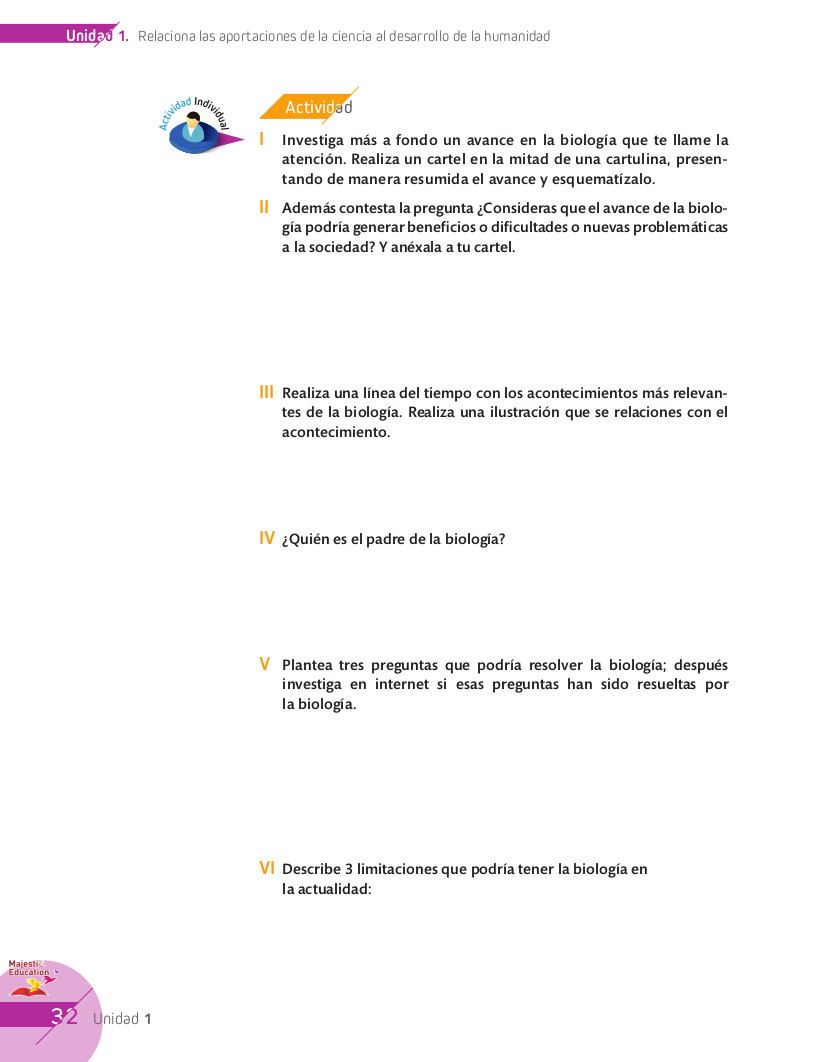 Unidad 1. Relaciona las aportaciones de la ciencia al desarrollo de la humanidad
Actividad Individual
Actividad
I Investiga más a fondo un avance en la biología que te llame la
atención. Realiza un cartel en la mitad de una cartulina, presen-
tando de manera resumida el avance y esquematízalo.
II Además contesta la pregunta ¿Consideras que el avance de la biolo-
gía podría generar beneficios o dificultades o nuevas problemáticas
a la sociedad? Y anéxala a tu cartel.
III Realiza una línea del tiempo con los acontecimientos más relevan-
tes de la biología. Realiza una ilustración que se relaciones con el
acontecimiento.
IV ¿Quién es el padre de la biología?
V Plantea tres preguntas que podría resolver la biología; después
investiga en internet si esas preguntas han sido resueltas por
la biología.
VI Describe 3 limitaciones que podría tener la biología en
la actualidad:
Majestic
Education
32 Unidad 1